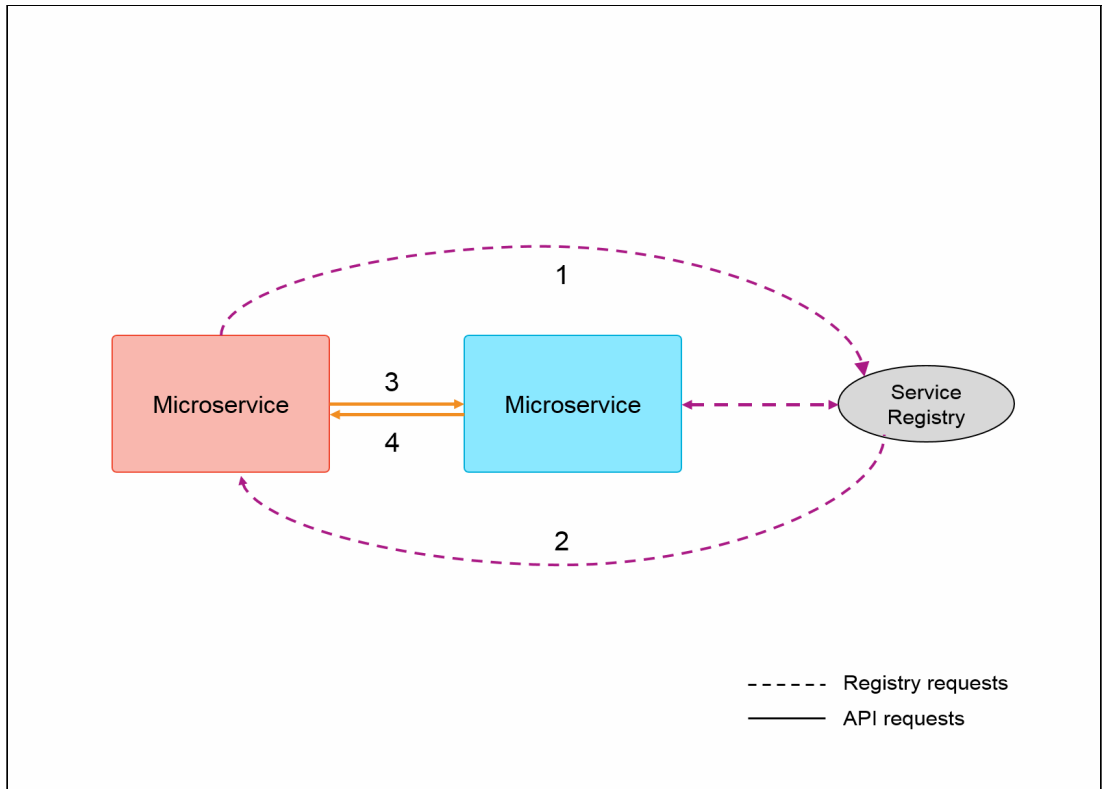 1
Microservice
3
4
Microservice
Service
Registry
2
Registry requests
API requests